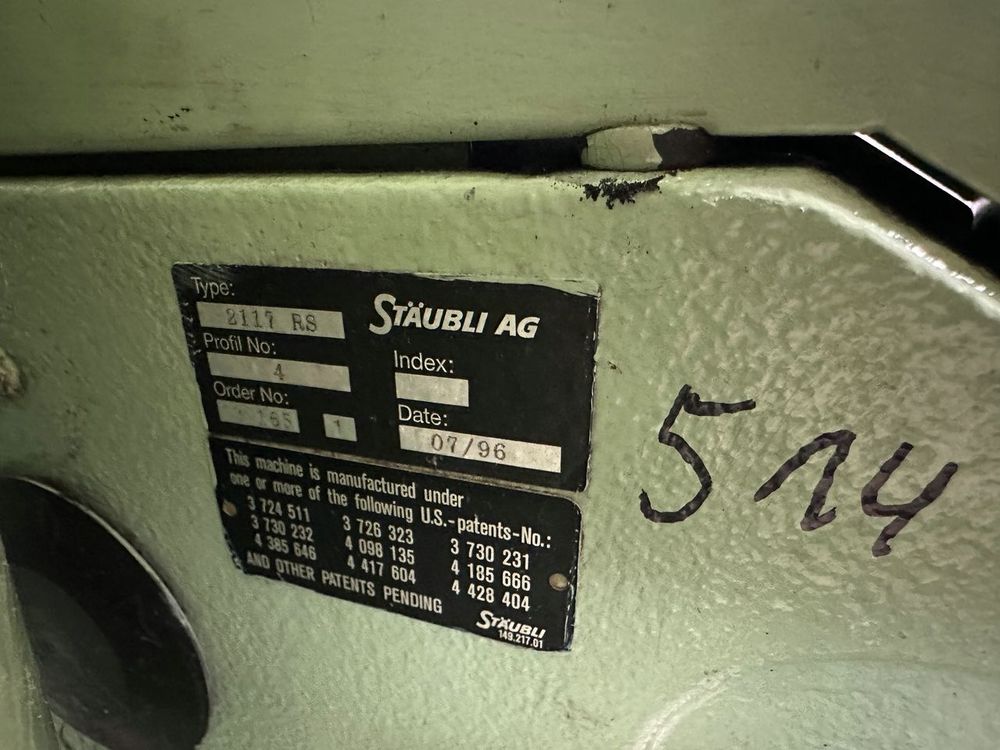 Type:
STÄUBLI AG
2117 RS
Profil No:
4
Index:
Order No:
165 1
Date:
07/96
This machine is manufactured under
one or more of the following U.S.-patents-No.:
3 724 511 3 726 323 3 730 231
3 730 232 4 098 135 4 185 666
4 385 646 4 417 604 4 428 404
AND OTHER PATENTS PENDING
STÄUBLI
149.217.01
514